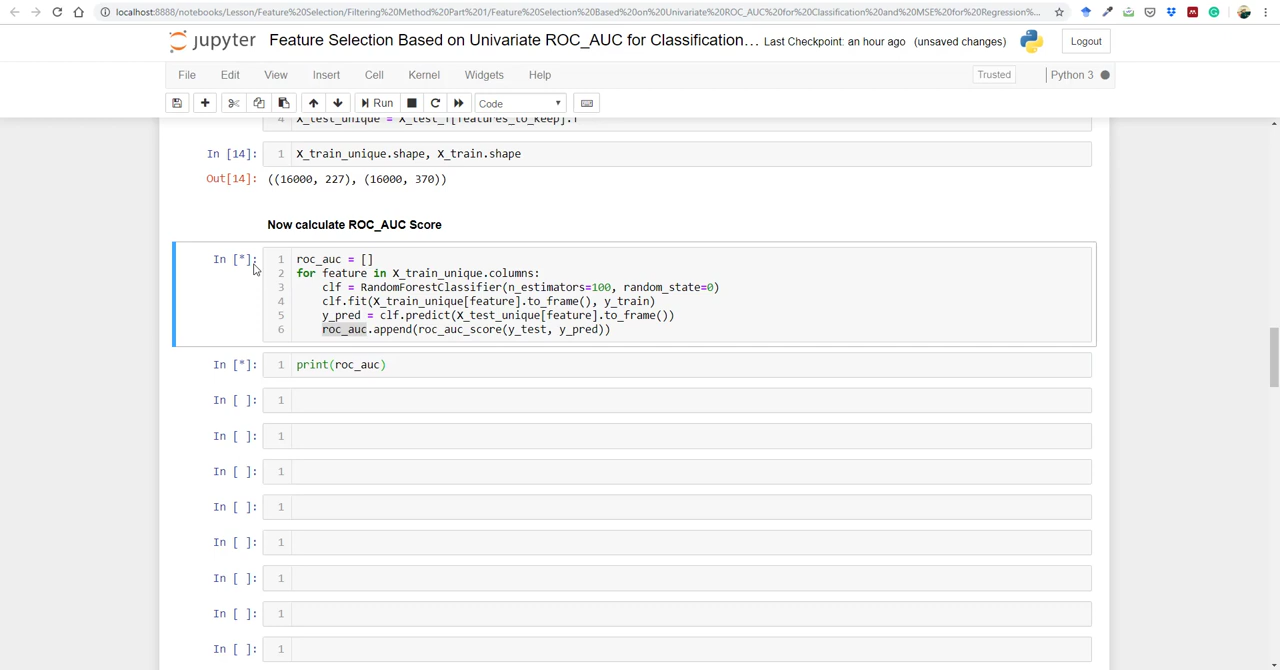 localhost:8888/notebooks/Lesson/Feature%20Selection/Filtering%20Method%20Part%201/Feature%20Selection%20Based%20on%20Univariate%20ROC_AUC%20for%20Classification%20and%20MSE%20for%20Regression%...
jupyter Feature Selection Based on Univariate ROC_AUC for Classification... Last Checkpoint: an hour ago (unsaved changes) Logout
File Edit View Insert Cell Kernel Widgets Help Trusted Python 3
Run Code
4 X_test_unique = X_test_T[features_to_keep].T
In [14]: 1 X_train_unique.shape, X_train.shape
Out[14]: ((16000, 227), (16000, 370))
Now calculate ROC_AUC Score
In [*]: 1 roc_auc = []
2 for feature in X_train_unique.columns:
3 clf = RandomForestClassifier(n_estimators=100, random_state=0)
4 clf.fit(X_train_unique[feature].to_frame(), y_train)
5 y_pred = clf.predict(X_test_unique[feature].to_frame())
6 roc_auc.append(roc_auc_score(y_test, y_pred))
In [*]: 1 print(roc_auc)
In [ ]: 1
In [ ]: 1
In [ ]: 1
In [ ]: 1
In [ ]: 1
In [ ]: 1
In [ ]: 1
In [ ]: 1